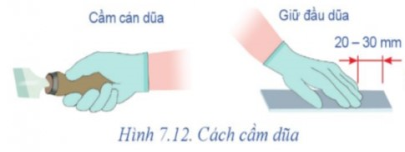 Cầm cán dũa
Giữ đầu dũa
20 – 30 mm
Hình 7.12. Cách cầm dũa